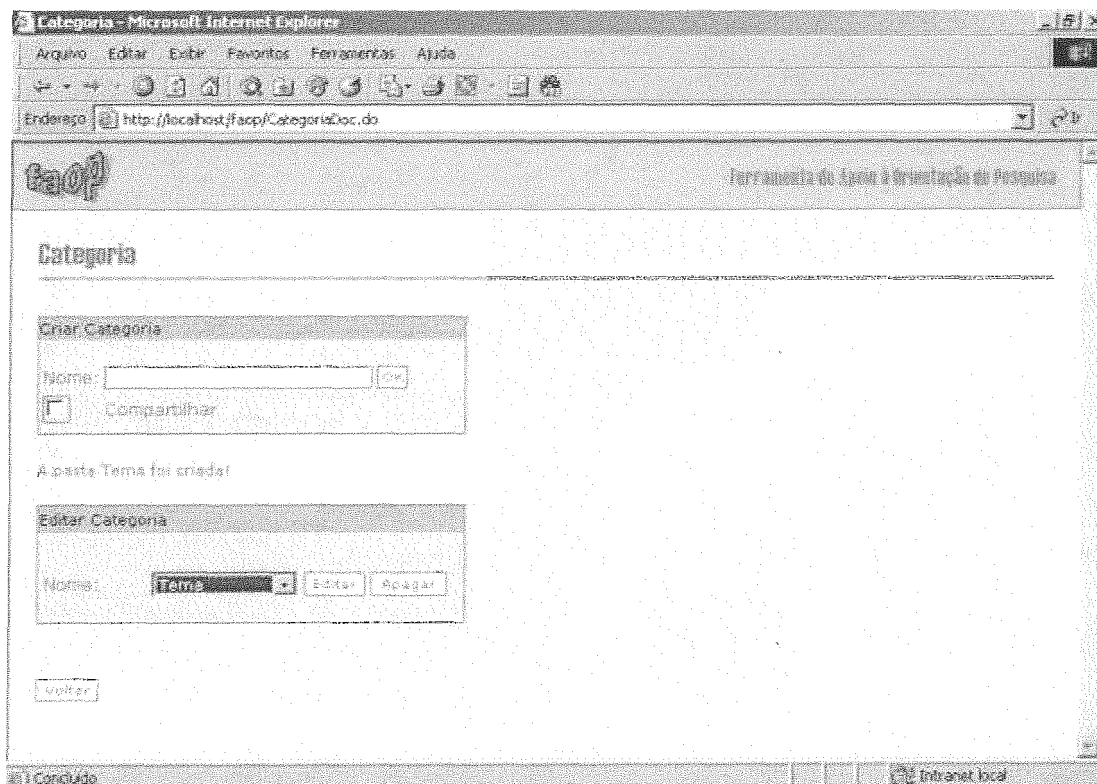 Categoria - Microsoft Internet Explorer
Arquivo Editar Exibir Favoritos Ferramentas Ajuda
Endereço http://localhost/faop/CategoriaDoc.do
faop
Ferramenta de Apoio à Orientação de Pesquisa
Categoria
Criar Categoria
Nome: OK
Compartilhar
A pasta Tema foi criada!
Editar Categoria
Nome: Tema Editar Apagar
Voltar
Concluído Intranet local